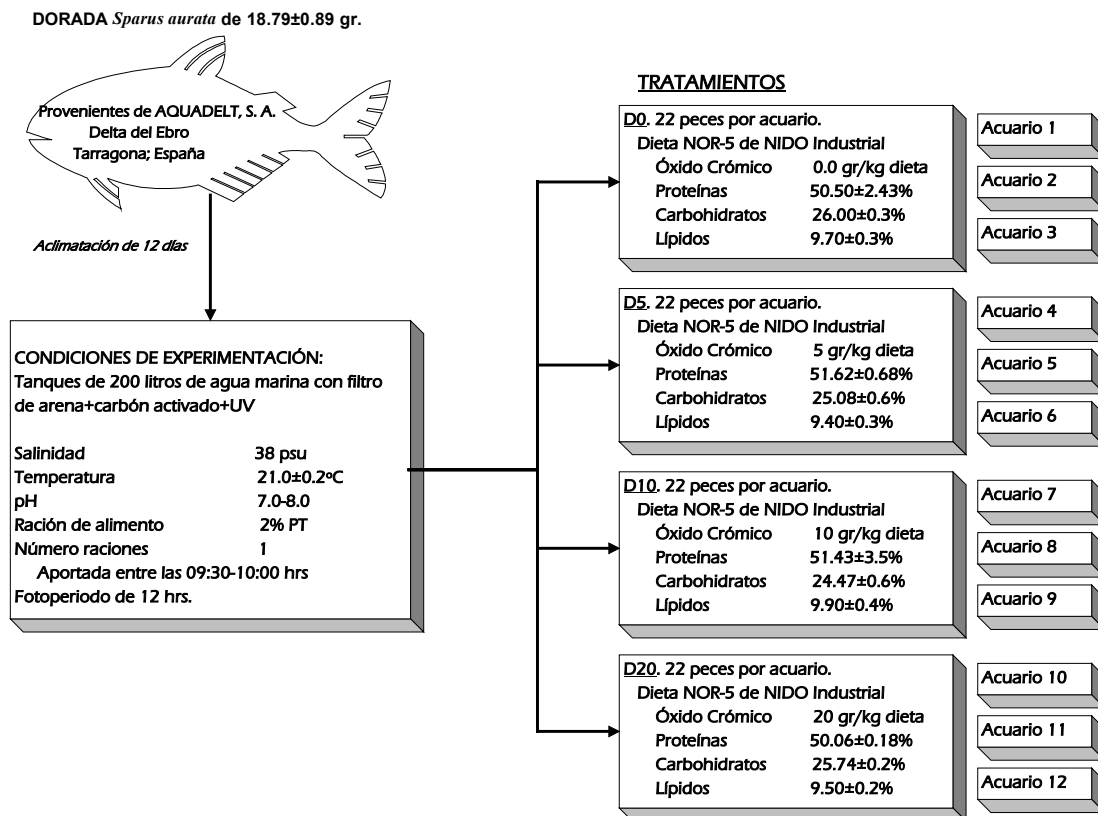 DORADA Sparus aurata de 18.79±0.89 gr.
Provenientes de AQUADELT, S. A.
Delta del Ebro
Tarragona; España
Aclimatación de 12 días
CONDICIONES DE EXPERIMENTACIÓN:
Tanques de 200 litros de agua marina con filtro
de arena+carbón activado+UV
Salinidad 38 psu
Temperatura 21.0±0.2ºC
pH 7.0-8.0
Ración de alimento 2% PT
Número raciones 1
Aportada entre las 09:30-10:00 hrs
Fotoperiodo de 12 hrs.
TRATAMIENTOS
D0. 22 peces por acuario.
Dieta NOR-5 de NIDO Industrial
Óxido Crómico 0.0 gr/kg dieta
Proteínas 50.50±2.43%
Carbohidratos 26.00±0.3%
Lípidos 9.70±0.3%
Acuario 1
Acuario 2
Acuario 3
D5. 22 peces por acuario.
Dieta NOR-5 de NIDO Industrial
Óxido Crómico 5 gr/kg dieta
Proteínas 51.62±0.68%
Carbohidratos 25.08±0.6%
Lípidos 9.40±0.3%
Acuario 4
Acuario 5
Acuario 6
D10. 22 peces por acuario.
Dieta NOR-5 de NIDO Industrial
Óxido Crómico 10 gr/kg dieta
Proteínas 51.43±3.5%
Carbohidratos 24.47±0.6%
Lípidos 9.90±0.4%
Acuario 7
Acuario 8
Acuario 9
D20. 22 peces por acuario.
Dieta NOR-5 de NIDO Industrial
Óxido Crómico 20 gr/kg dieta
Proteínas 50.06±0.18%
Carbohidratos 25.74±0.2%
Lípidos 9.50±0.2%
Acuario 10
Acuario 11
Acuario 12